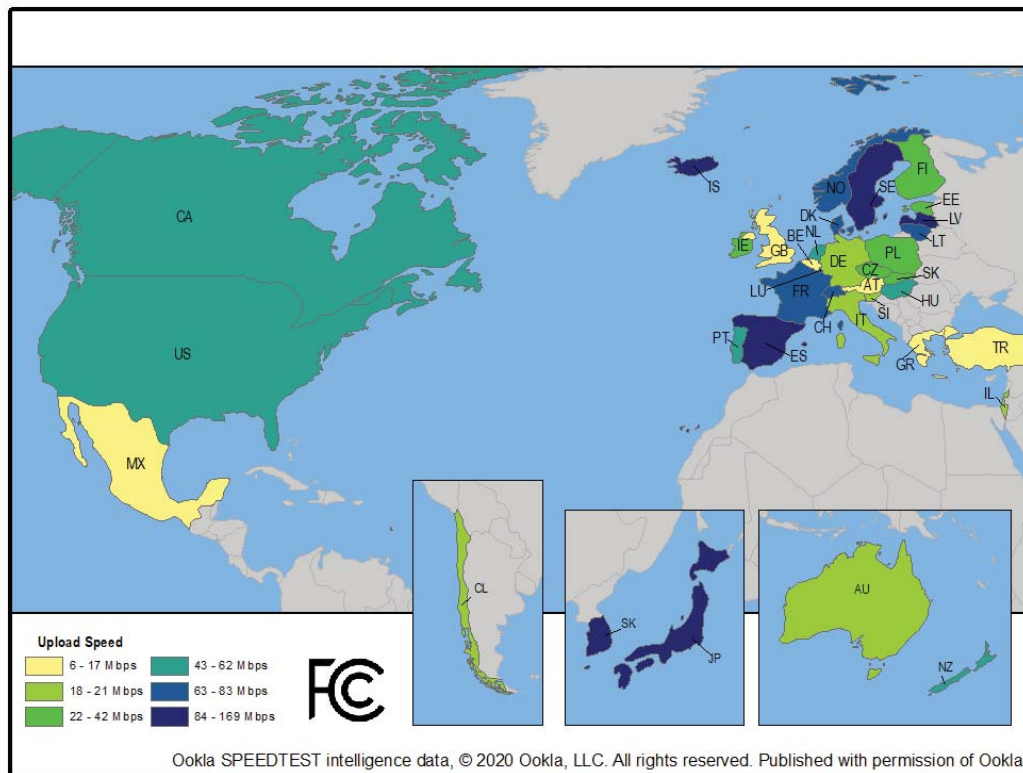 CA
US
MX
IS
NO
SE
FI
EE
LV
LT
DK
NL
BE
IE
GB
DE
PL
CZ
SK
LU
FR
AT
HU
SI
CH
IT
PT
ES
GR
TR
IL
CL
SK
JP
AU
NZ
Upload Speed
6 - 17 Mbps
43 - 62 Mbps
18 - 21 Mbps
63 - 83 Mbps
22 - 42 Mbps
84 - 169 Mbps
FCC
Ookla SPEEDTEST intelligence data, © 2020 Ookla, LLC. All rights reserved. Published with permission of Ookla